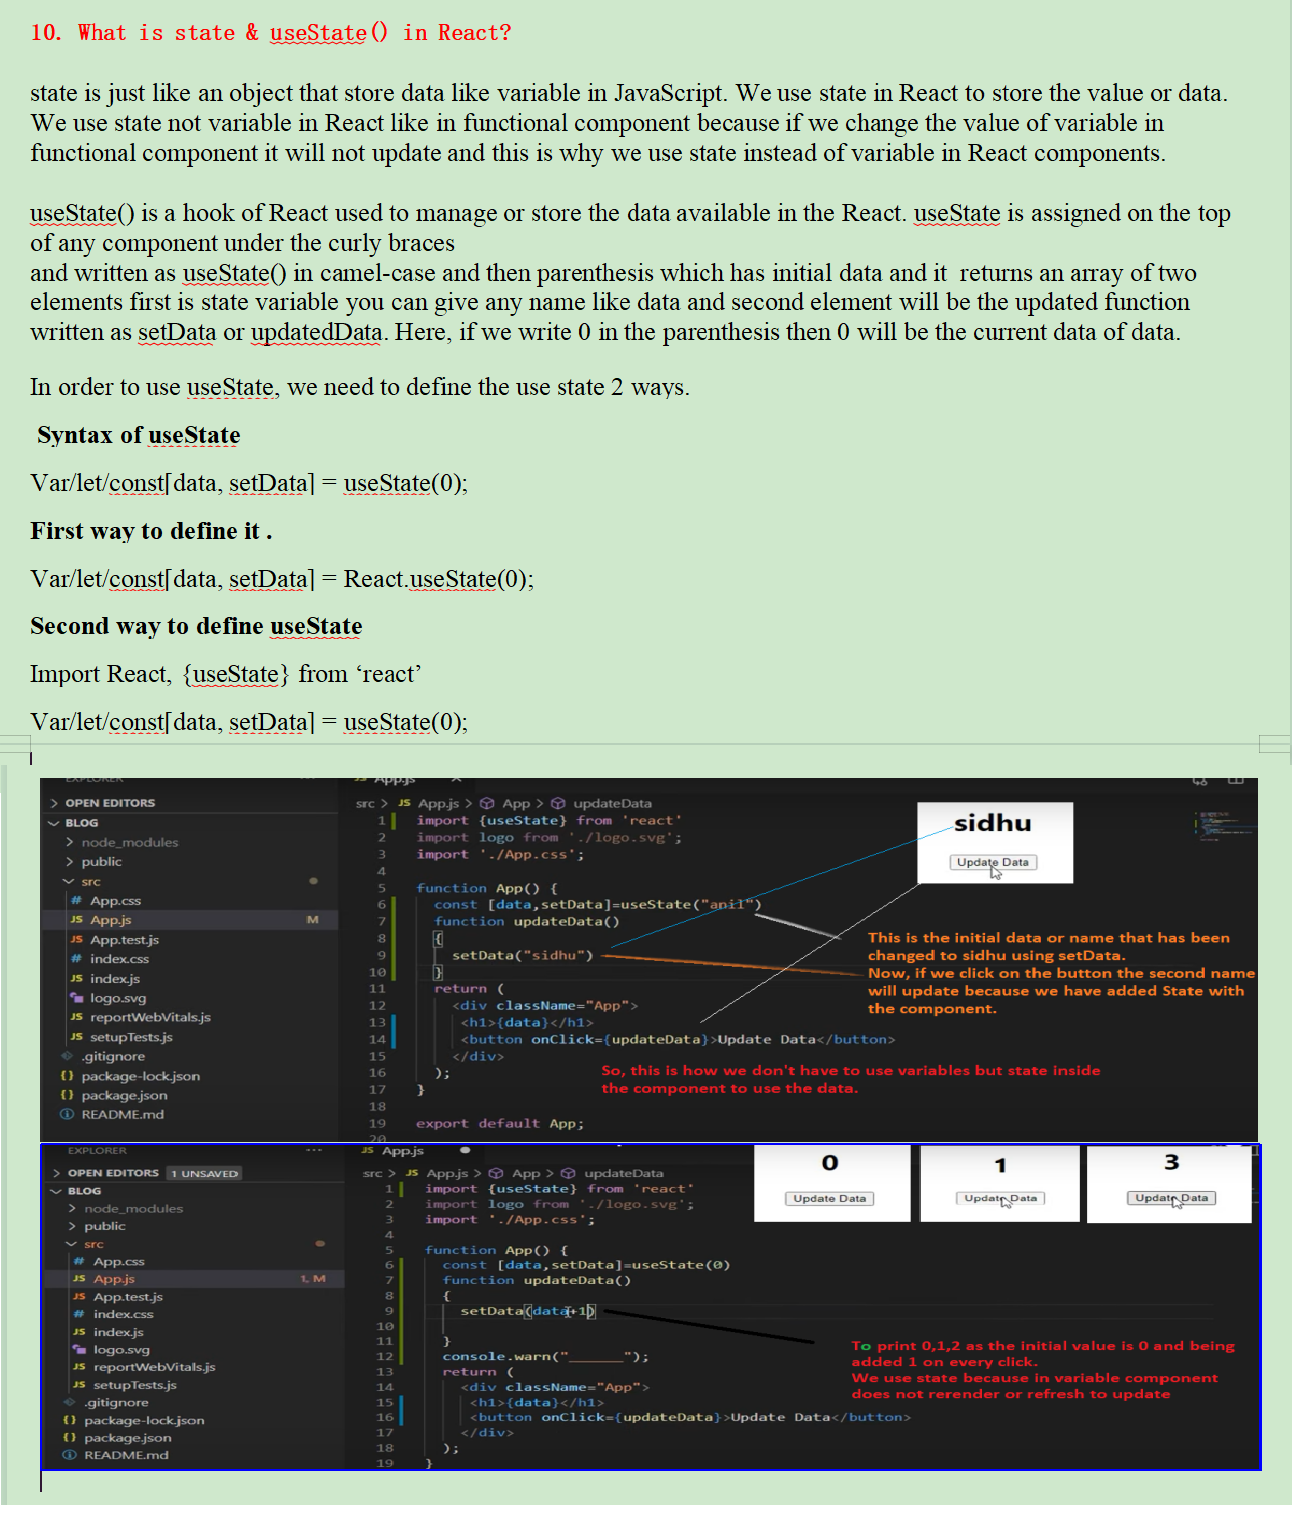 10. What is state & useState() in React?
state is just like an object that store data like variable in JavaScript. We use state in React to store the value or data.
We use state not variable in React like in functional component because if we change the value of variable in
functional component it will not update and this is why we use state instead of variable in React components.
useState() is a hook of React used to manage or store the data available in the React. useState is assigned on the top
of any component under the curly braces
and written as useState() in camel-case and then parenthesis which has initial data and it  returns an array of two
elements first is state variable you can give any name like data and second element will be the updated function
written as setData or updatedData. Here, if we write 0 in the parenthesis then 0 will be the current data of data.
In order to use useState, we need to define the use state 2 ways.
Syntax of useState
Var/let/const[data, setData] = useState(0);
First way to define it .
Var/let/const[data, setData] = React.useState(0);
Second way to define useState
Import React, {useState} from ‘react’
Var/let/const[data, setData] = useState(0);
EXPLORER ...
OPEN EDITORS
BLOG
node_modules
public
src
# App.css
JS App.js M
JS App.test.js
# index.css
JS index.js
logo.svg
JS reportWebVitals.js
JS setupTests.js
.gitignore
{} package-lock.json
{} package.json
README.md
JS App.js
src > JS App.js > App > updateData
1 import {useState} from 'react'
2 import logo from './logo.svg';
3 import './App.css';
4
5 function App() {
6 const [data,setData]=useState("anil")
7 function updateData()
8 {
9 setData("sidhu")
10 }
11 return (
12 <div className="App">
13 <h1>{data}</h1>
14 <button onClick={updateData}>Update Data</button>
15 </div>
16 );
17 }
18
19 export default App;
20
sidhu
Update Data
This is the initial data or name that has been
changed to sidhu using setData.
Now, if we click on the button the second name
will update because we have added State with
the component.
So, this is how we don't have to use variables but state inside
the component to use the data.
EXPLORER ...
OPEN EDITORS 1 UNSAVED
BLOG
node_modules
public
src
# App.css
JS App.js 1, M
JS App.test.js
# index.css
JS index.js
logo.svg
JS reportWebVitals.js
JS setupTests.js
.gitignore
{} package-lock.json
{} package.json
README.md
JS App.js
src > JS App.js > App > updateData
1 import {useState} from 'react'
2 import logo from './logo.svg';
3 import './App.css';
4
5 function App() {
6 const [data,setData]=useState(0)
7 function updateData()
8 {
9 setData(data+1)
10
11 }
12 console.warn("______");
13 return (
14 <div className="App">
15 <h1>{data}</h1>
16 <button onClick={updateData}>Update Data</button>
17 </div>
18 );
19 }
0
Update Data
1
Update Data
3
Update Data
To print 0,1,2 as the initial value is 0 and being
added 1 on every click.
We use state because in variable component
does not rerender or refresh to update